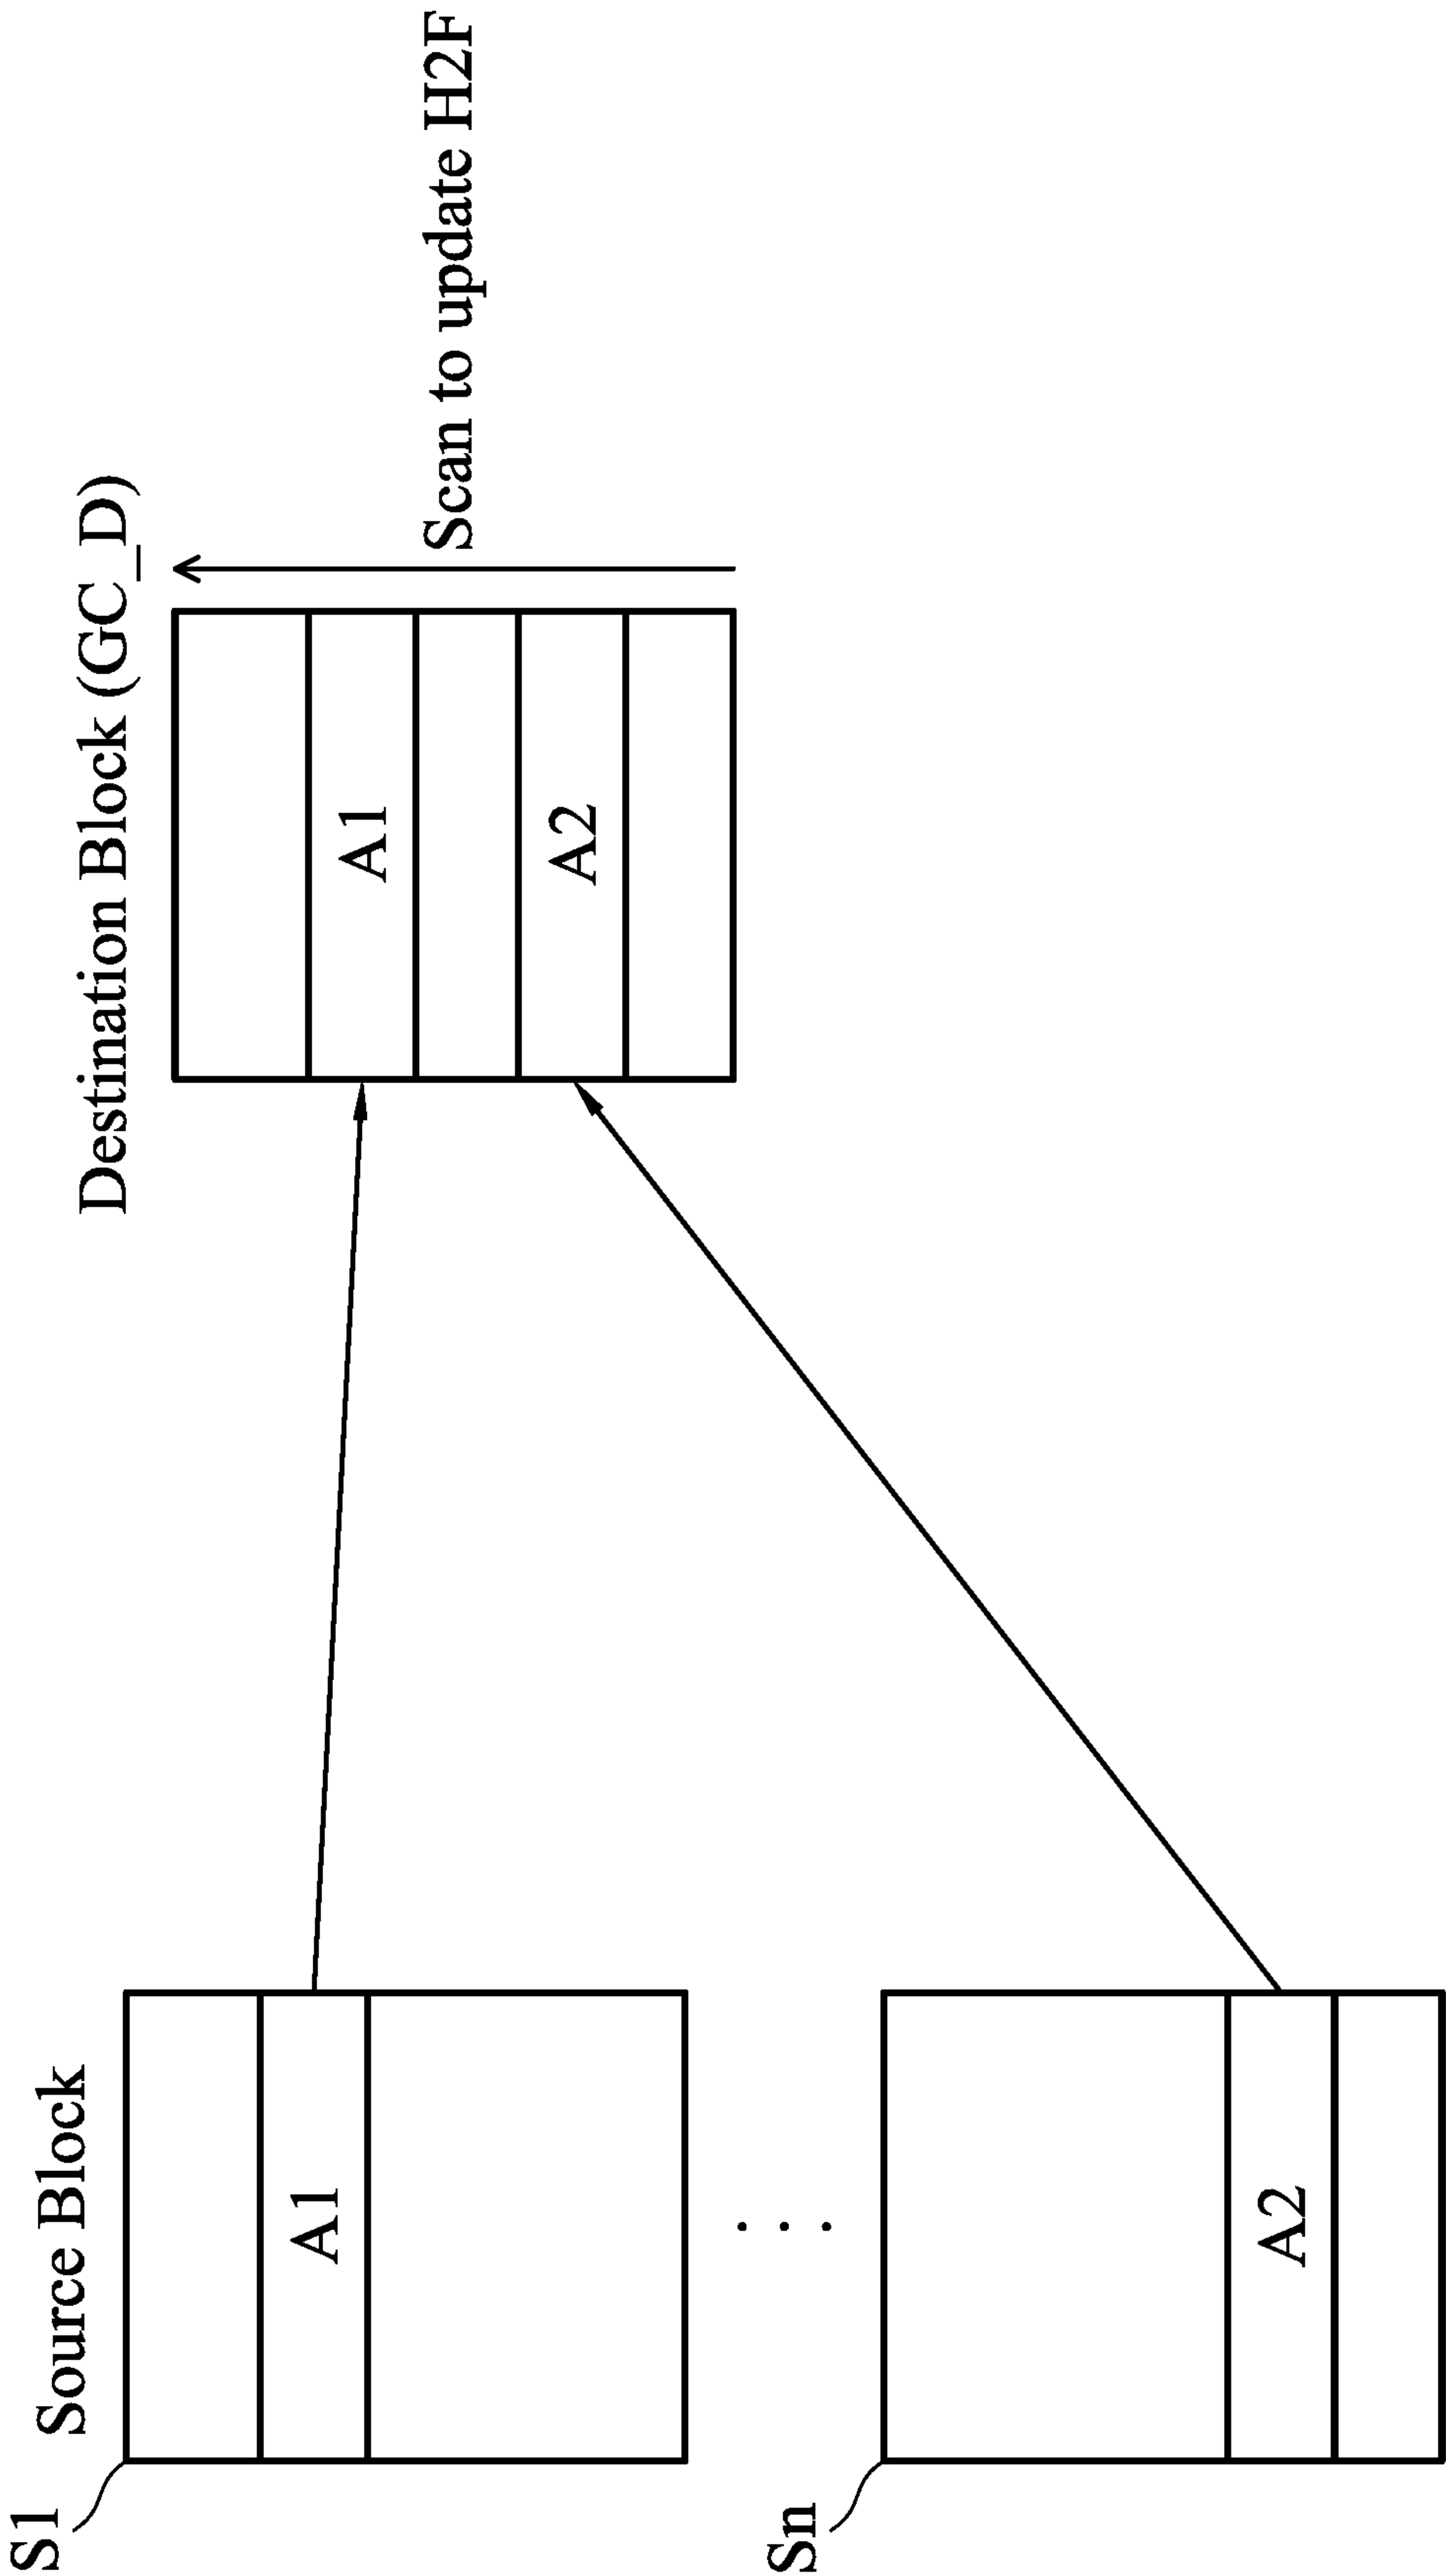 Source Block
Destination Block (GC_D)
S1
A1
A1
Scan to update H2F
A2
. . .
Sn
A2